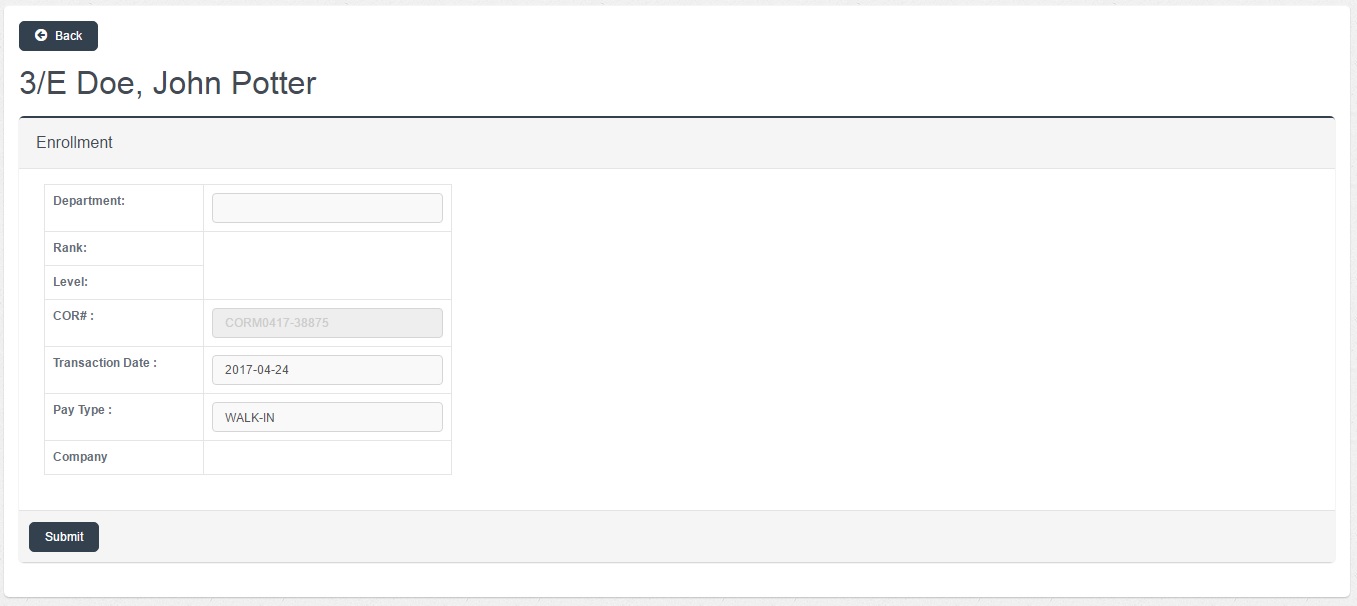 Back
3/E Doe, John Potter
Enrollment
Department:
Rank:
Level:
COR# : CORM0417-38875
Transaction Date : 2017-04-24
Pay Type : WALK-IN
Company
Submit